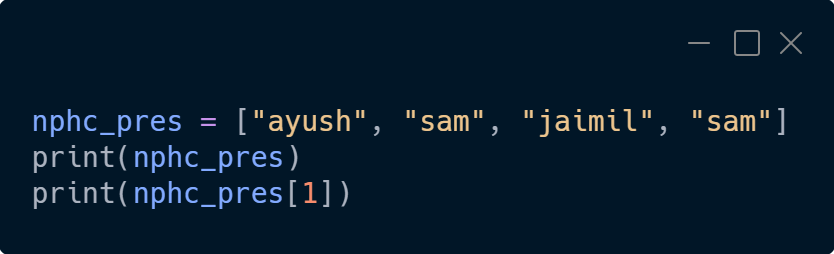 nphc_pres = ["ayush", "sam", "jaimil", "sam"]
print(nphc_pres)
print(nphc_pres[1])